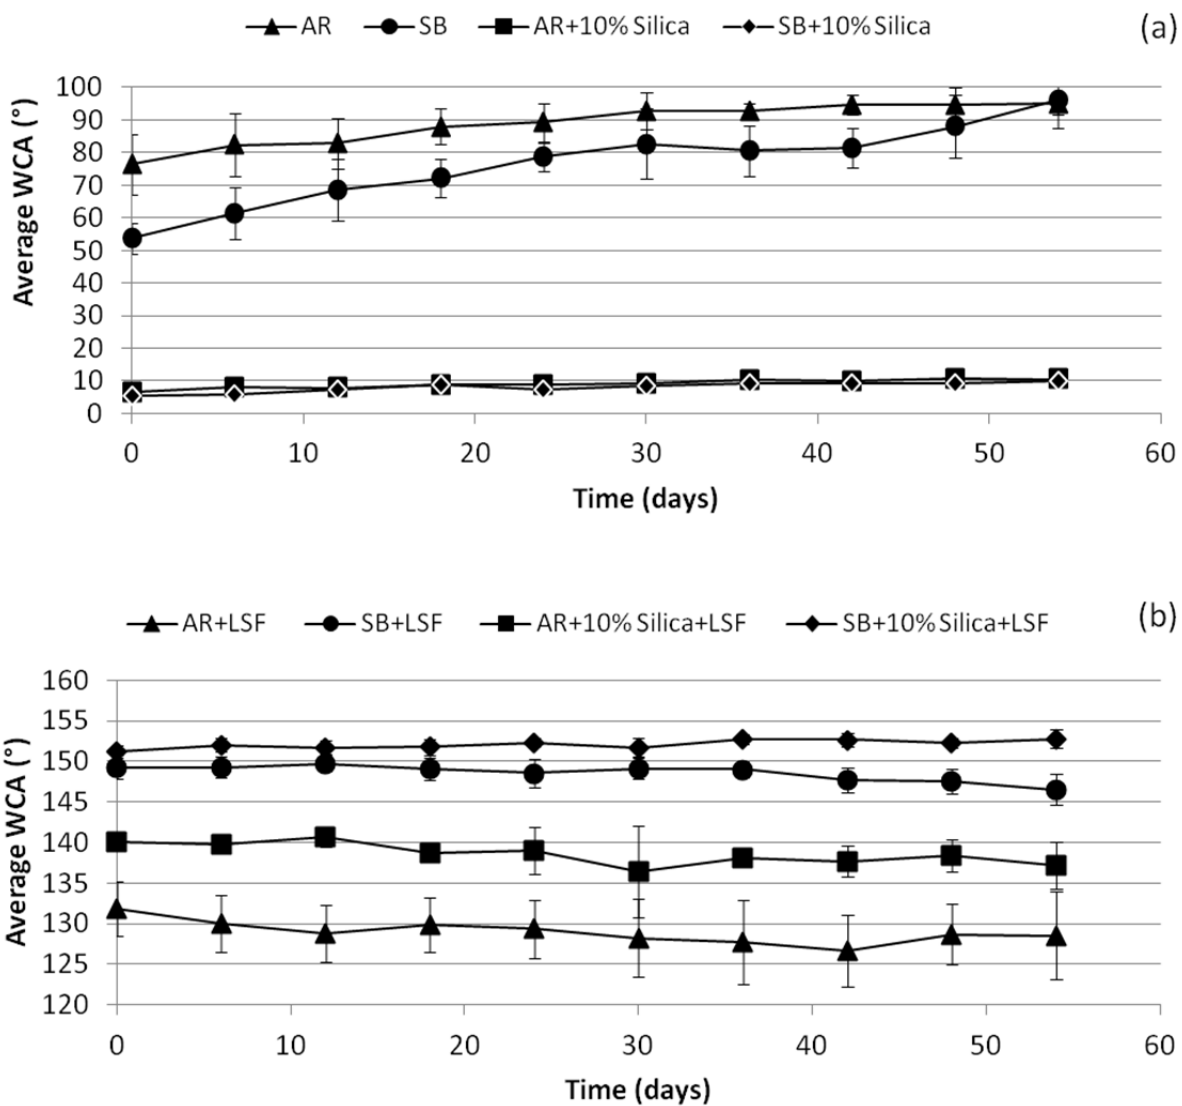 AR SB AR+10% Silica SB+10% Silica (a)
100
90
80
70
60
50
40
30
20
10
0
Average WCA (°)
0 10 20 30 40 50 60
Time (days)
AR+LSF SB+LSF AR+10% Silica+LSF SB+10% Silica+LSF (b)
160
155
150
145
140
135
130
125
120
Average WCA (°)
0 10 20 30 40 50 60
Time (days)